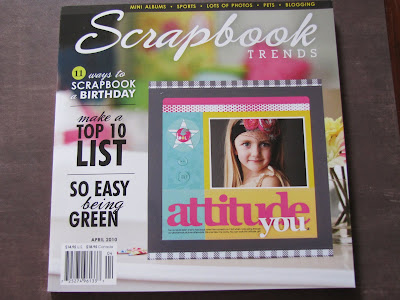 MINI ALBUMS • SPORTS • LOTS OF PHOTOS • PETS • BLOGGING
Scrapbook
TRENDS
11 ways to
SCRAPBOOK
a BIRTHDAY
make a
TOP 10
LIST
SO EASY
being
GREEN
attitude
you
APRIL 2010